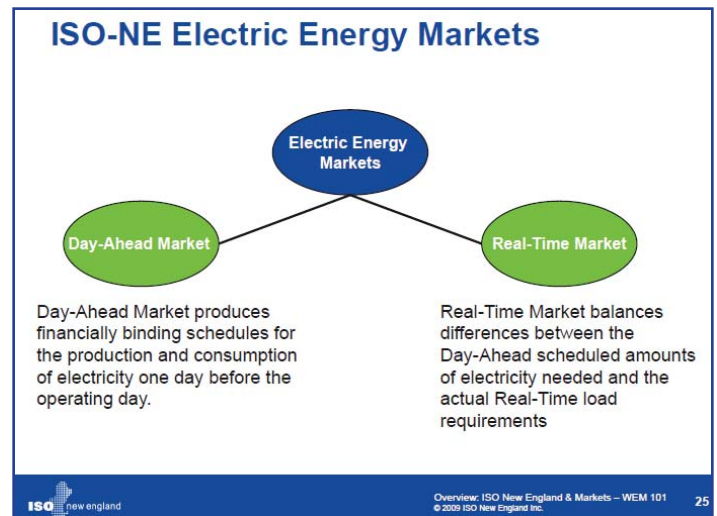 ISO-NE Electric Energy Markets
Electric Energy
Markets
Day-Ahead Market
Real-Time Market
Day-Ahead Market produces
financially binding schedules for
the production and consumption
of electricity one day before the
operating day.
Real-Time Market balances
differences between the
Day-Ahead scheduled amounts
of electricity needed and the
actual Real-Time load
requirements
ISO new england
Overview: ISO New England & Markets – WEM 101
© 2009 ISO New England Inc.
25